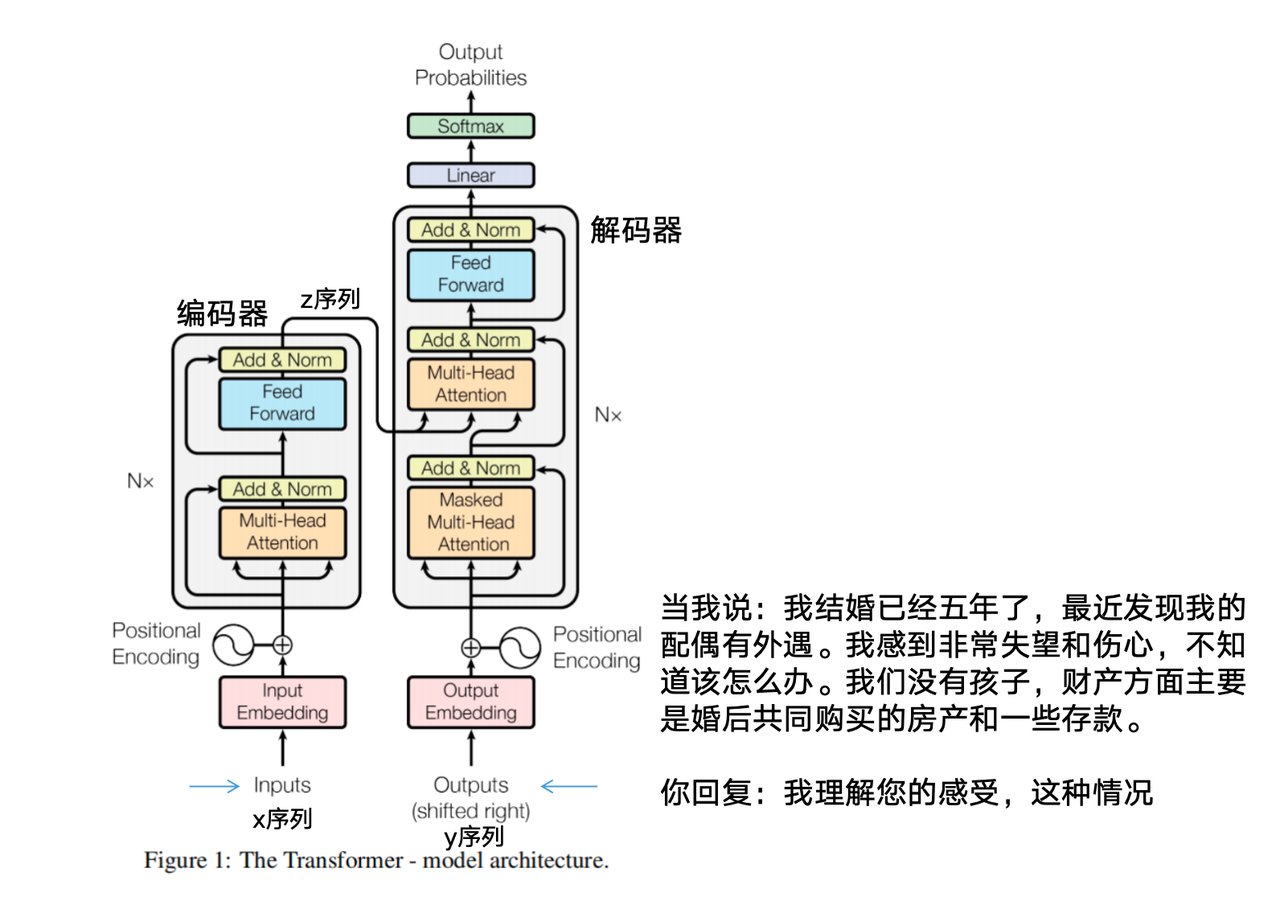 Output
Probabilities
Softmax
Linear
解码器
Add & Norm
Feed
Forward
Add & Norm
Multi-Head
Attention
N×
Add & Norm
Masked
Multi-Head
Attention
编码器
z序列
Add & Norm
Feed
Forward
N×
Add & Norm
Multi-Head
Attention
Positional
Encoding
Positional
Encoding
Input
Embedding
Output
Embedding
Inputs
x序列
Outputs
(shifted right)
y序列
当我说：我结婚已经五年了，最近发现我的
配偶有外遇。我感到非常失望和伤心，不知
道该怎么办。我们没有孩子，财产方面主要
是婚后共同购买的房产和一些存款。
你回复：我理解您的感受，这种情况
Figure 1: The Transformer - model architecture.